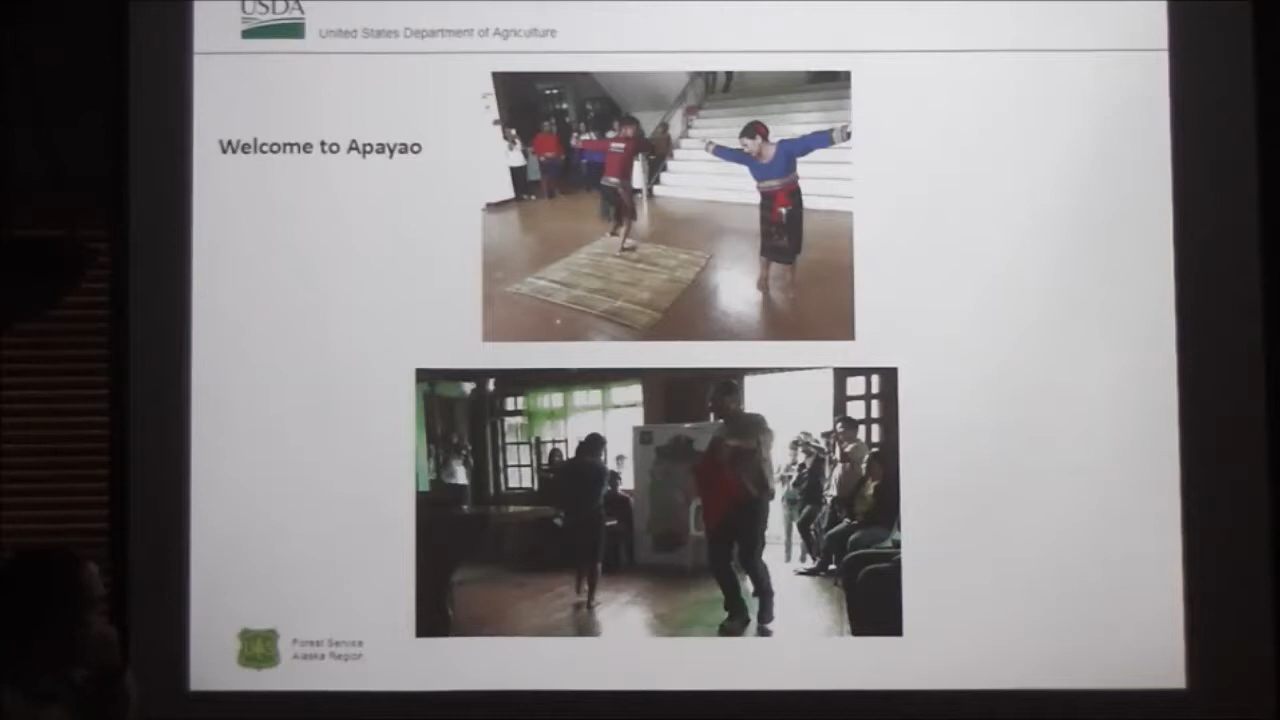 USDA
United States Department of Agriculture
Welcome to Apayao
Forest Service
Alaska Region